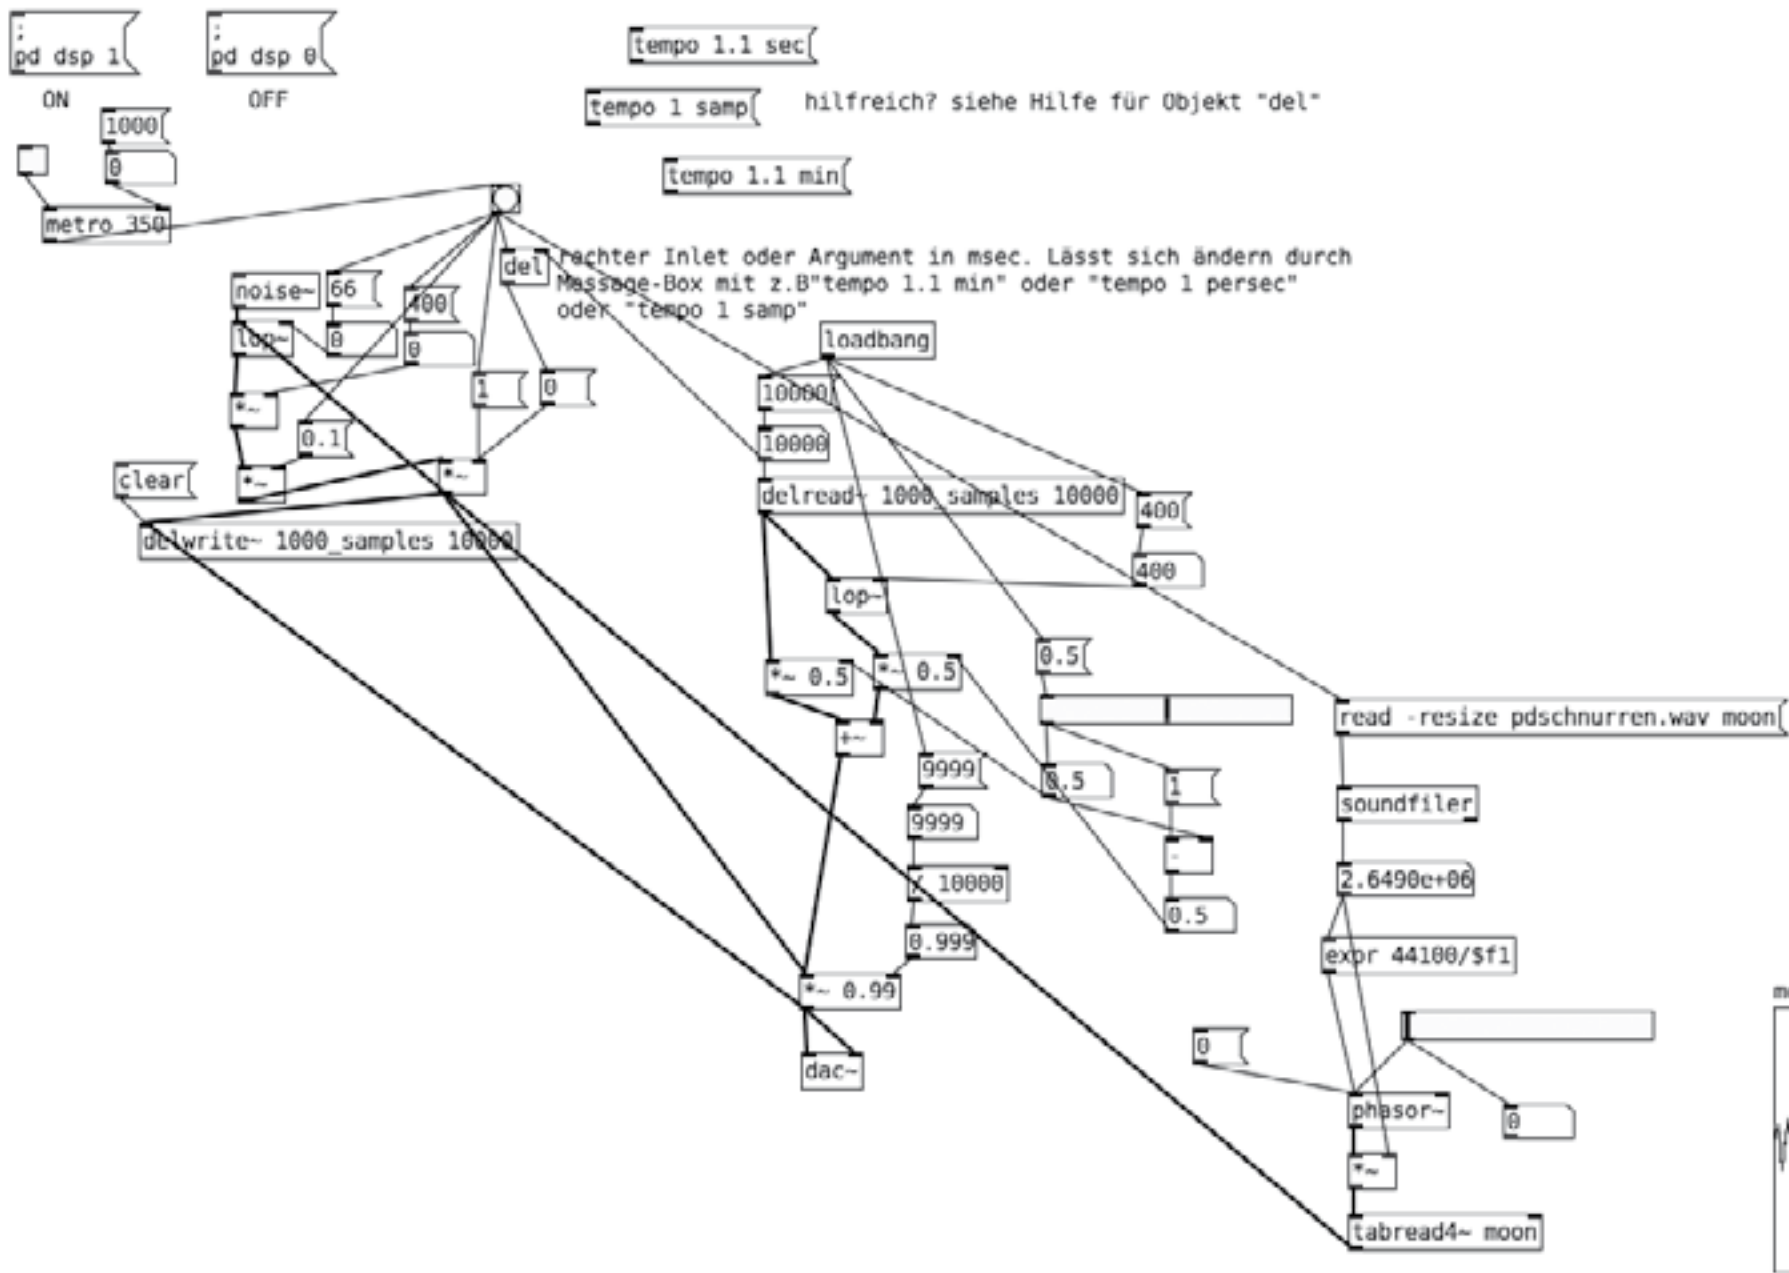 ;
pd dsp 1
;
pd dsp 0
ON
OFF
tempo 1.1 sec
tempo 1 samp
hilfreich? siehe Hilfe für Objekt "del"
tempo 1.1 min
1000
0
metro 350
rechter Inlet oder Argument in msec. Lässt sich ändern durch
Message-Box mit z.B"tempo 1.1 min" oder "tempo 1 persec"
oder "tempo 1 samp"
del
noise~
66
400
lop~
0
0
loadbang
1
0
10000
*~
0.1
10000
clear
*~
*~
delread~ 1000_samples 10000
400
delwrite~ 1000_samples 10000
400
lop~
0.5
*~ 0.5
*~ 0.5
read -resize pdschnurren.wav moon
+~
9999
0.5
1
9999
soundfiler
-
/ 10000
2.6490e+06
0.5
0.999
expr 44100/$f1
*~ 0.99
0
dac~
phasor~
0
*~
tabread4~ moon